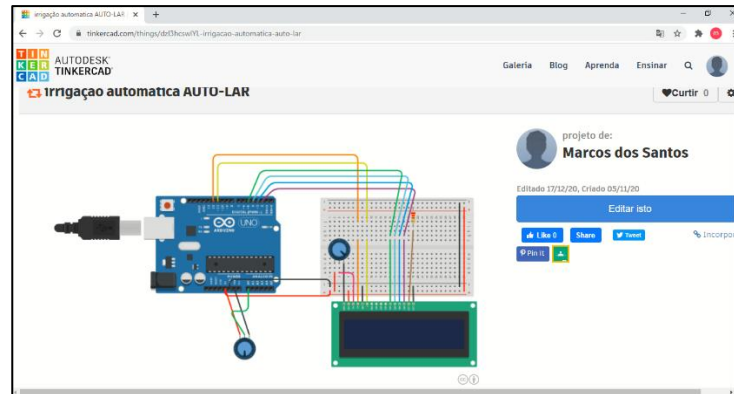 irrigação automatica AUTO-LAR
tinkercad.com/things/
-irrigacao-automatica-auto-lar
TIN
KER
CAD
AUTODESK
TINKERCAD
Galeria Blog Aprenda Ensinar
irrigação automatica AUTO-LAR
Curtir 0
projeto de:
Marcos dos Santos
Editado 17/12/20, Criado 05/11/20
Editar isto
Like 0 Share Tweet
Incorpor
Pin It
UNO
ARDUINO